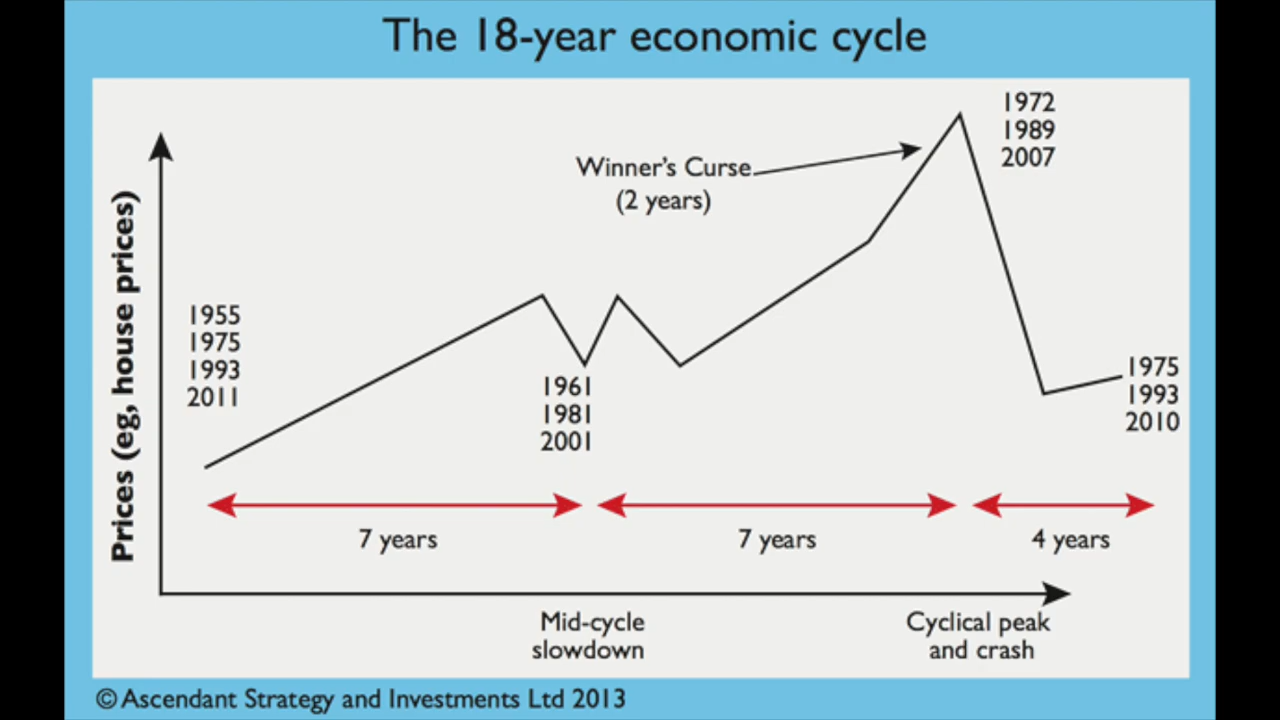 The 18-year economic cycle
1972
1989
2007
Winner's Curse
(2 years)
Prices (eg, house prices)
1955
1975
1993
2011
1961
1981
2001
1975
1993
2010
7 years
7 years
4 years
Mid-cycle
slowdown
Cyclical peak
and crash
© Ascendant Strategy and Investments Ltd 2013